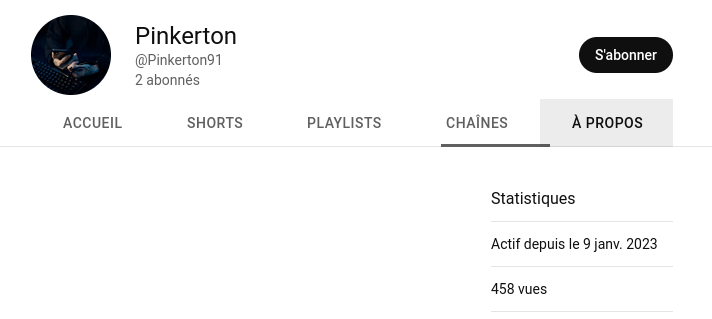 Pinkerton
@Pinkerton91
2 abonnés
S'abonner
ACCUEIL SHORTS PLAYLISTS CHAÎNES À PROPOS
Statistiques
Actif depuis le 9 janv. 2023
458 vues